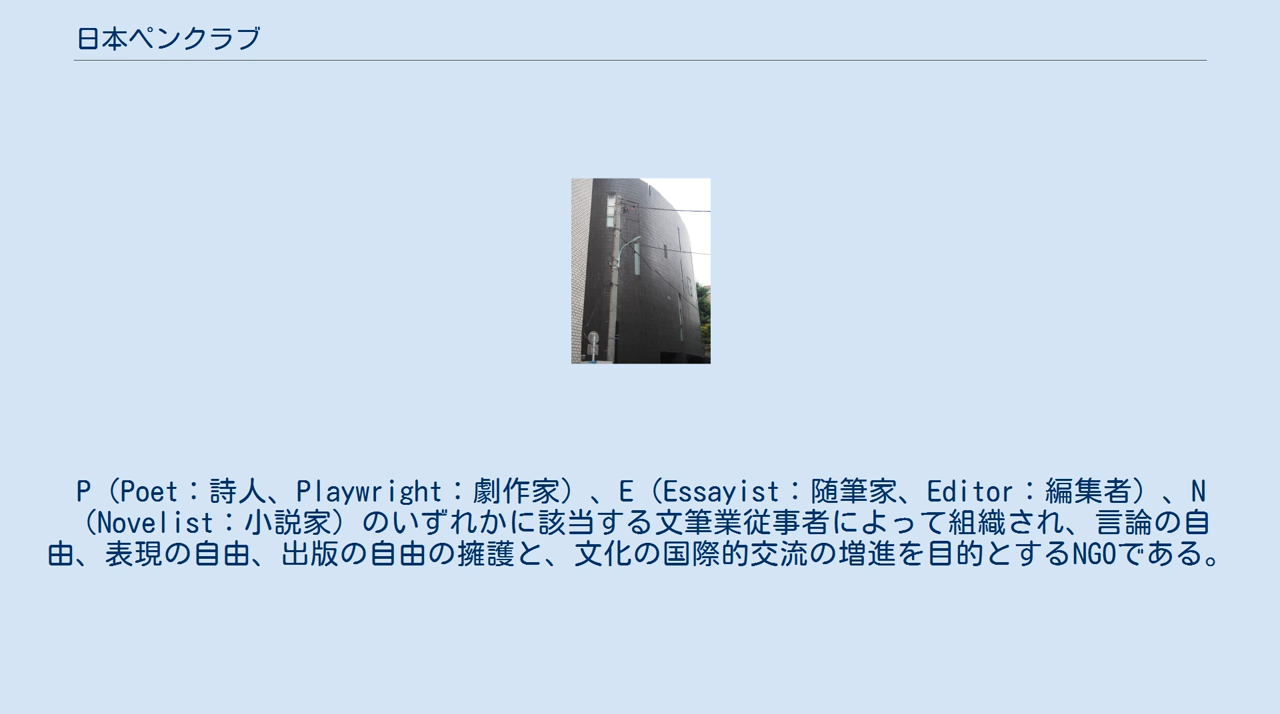 日本ペンクラブ
P（Poet：詩人、Playwright：劇作家）、E（Essayist：随筆家、Editor：編集者）、N
（Novelist：小説家）のいずれかに該当する文筆業従事者によって組織され、言論の自
由、表現の自由、出版の自由の擁護と、文化の国際的交流の増進を目的とするNGOである。